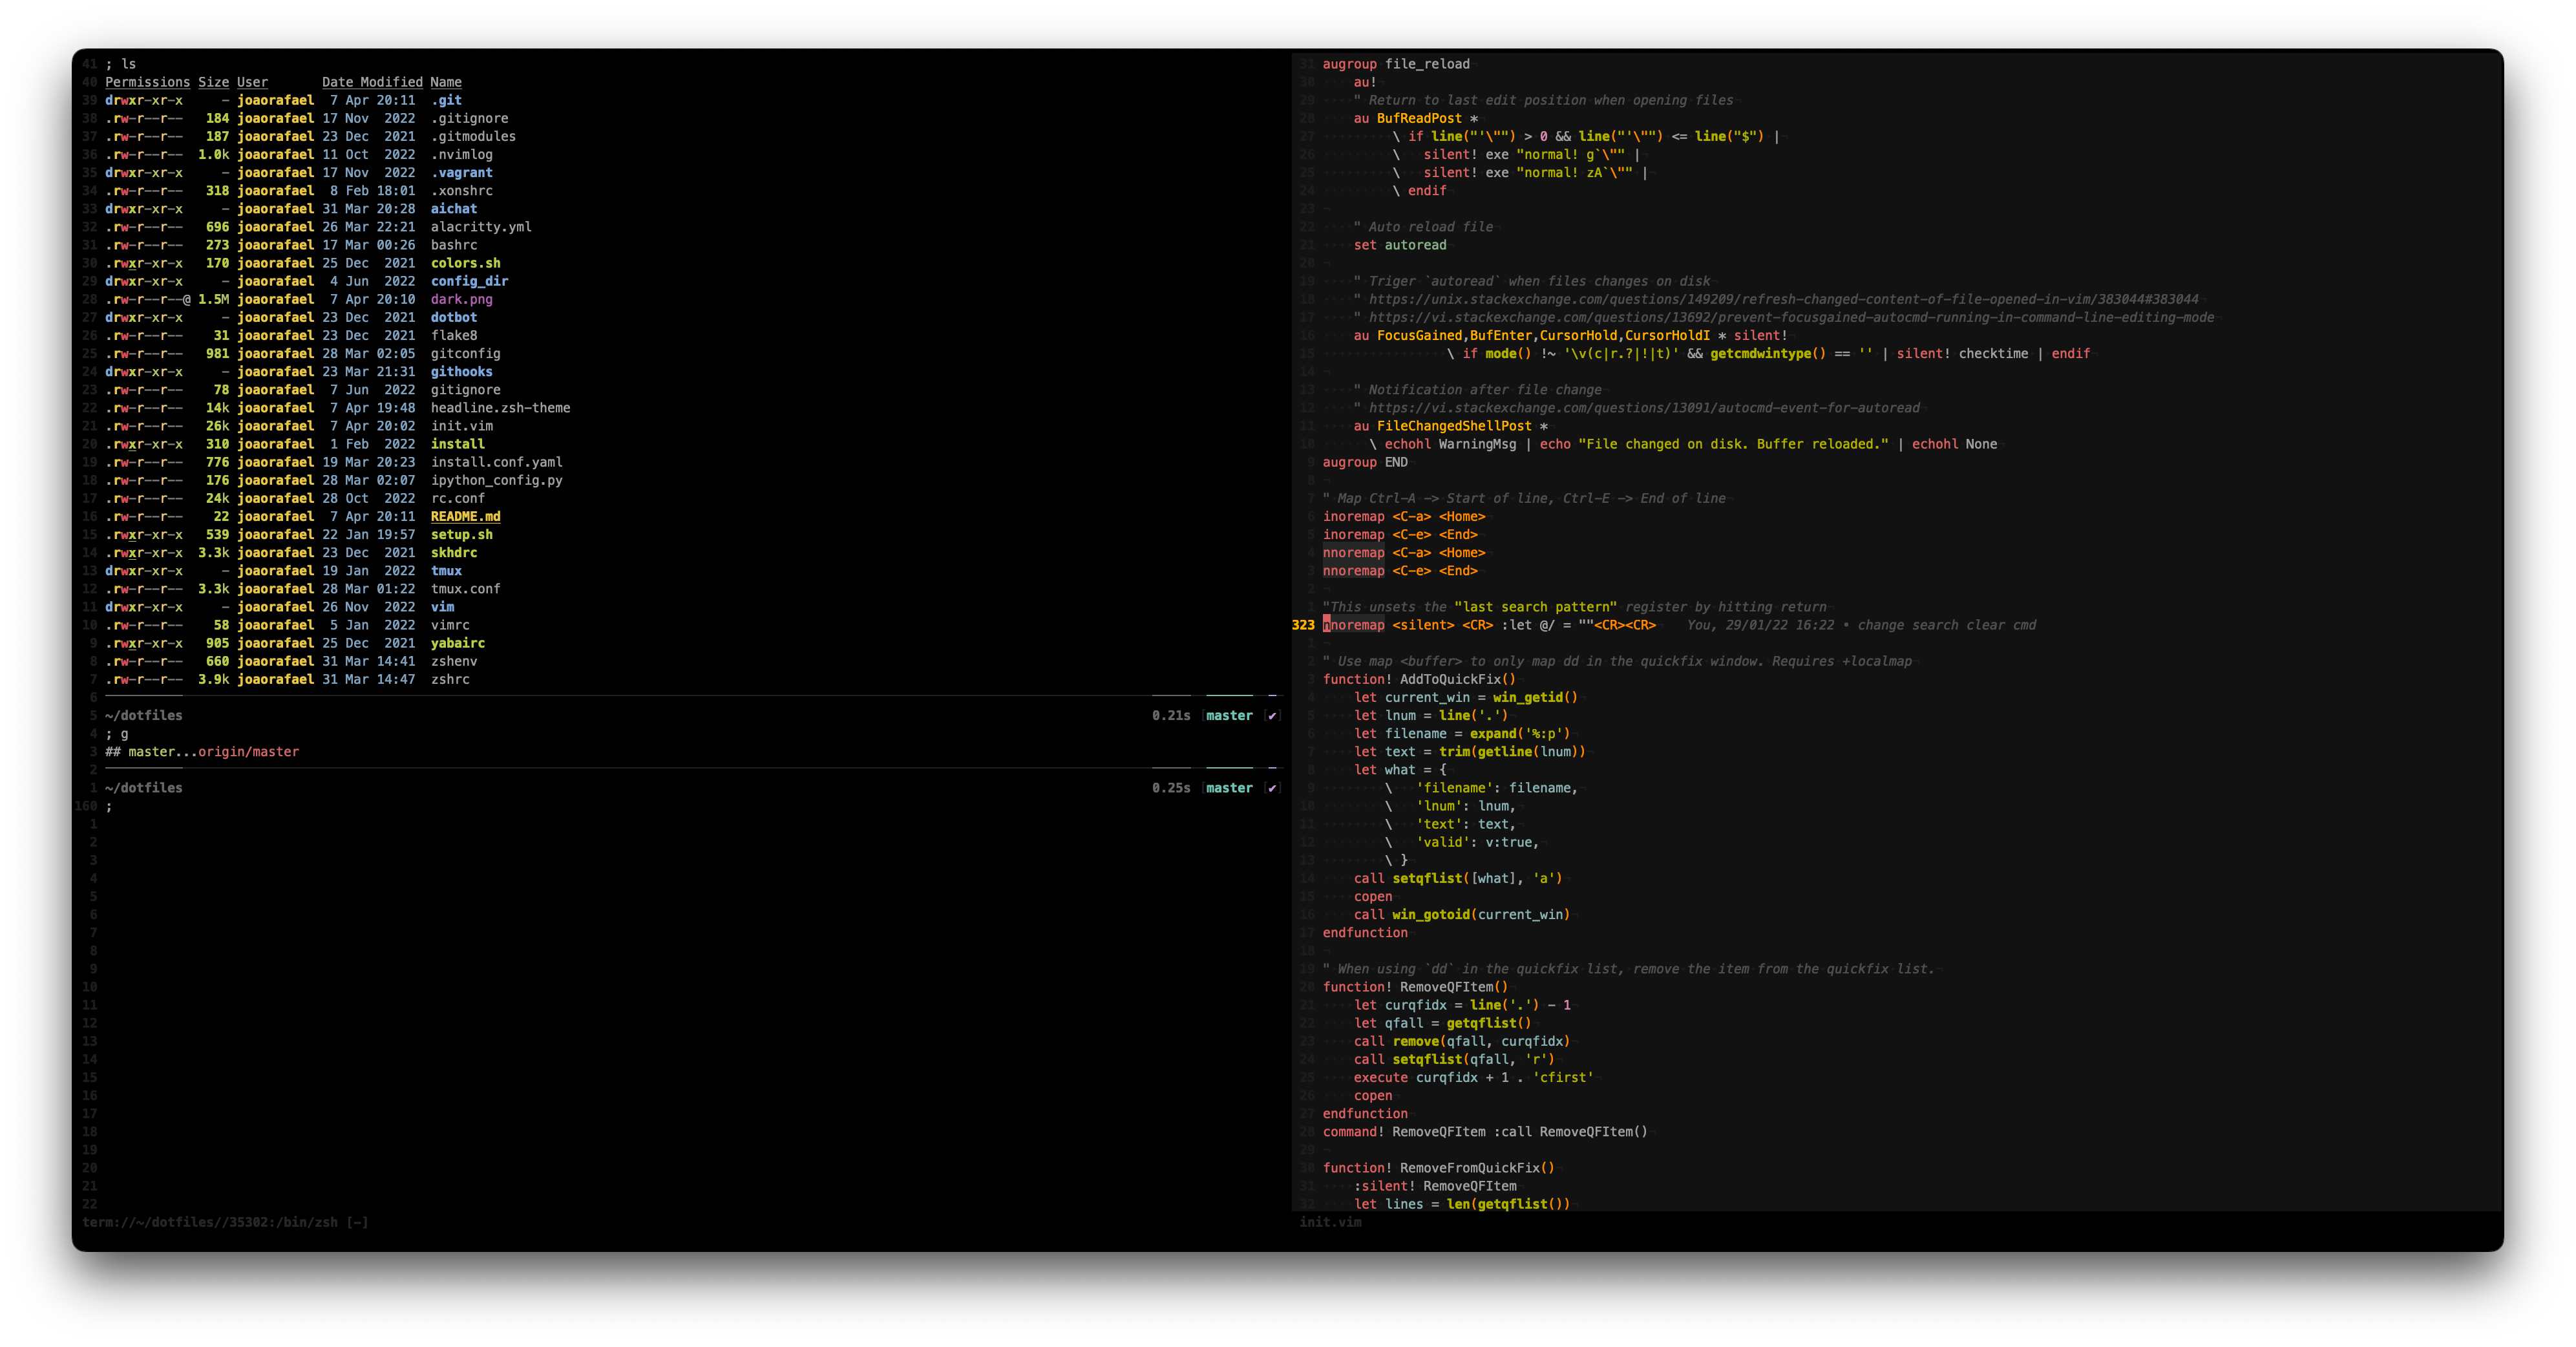 41 ; ls
40 Permissions Size User Date Modified Name
39 drwxr-xr-x - joaorafael 7 Apr 20:11 .git
38 .rw-r--r-- 184 joaorafael 17 Nov 2022 .gitignore
37 .rw-r--r-- 187 joaorafael 23 Dec 2021 .gitmodules
36 .rw-r--r-- 1.0k joaorafael 11 Oct 2022 .nvimlog
35 drwxr-xr-x - joaorafael 17 Nov 2022 .vagrant
34 .rw-r--r-- 318 joaorafael 8 Feb 18:01 .xonshrc
33 drwxr-xr-x - joaorafael 31 Mar 20:28 aichat
32 .rw-r--r-- 696 joaorafael 26 Mar 22:21 alacritty.yml
31 .rw-r--r-- 273 joaorafael 17 Mar 00:26 bashrc
30 .rwxr-xr-x 170 joaorafael 25 Dec 2021 colors.sh
29 drwxr-xr-x - joaorafael 4 Jun 2022 config_dir
28 .rw-r--r--@ 1.5M joaorafael 7 Apr 20:10 dark.png
27 drwxr-xr-x - joaorafael 23 Dec 2021 dotbot
26 .rw-r--r-- 31 joaorafael 23 Dec 2021 flake8
25 .rw-r--r-- 981 joaorafael 28 Mar 02:05 gitconfig
24 drwxr-xr-x - joaorafael 23 Mar 21:31 githooks
23 .rw-r--r-- 78 joaorafael 7 Jun 2022 gitignore
22 .rw-r--r-- 14k joaorafael 7 Apr 19:48 headline.zsh-theme
21 .rw-r--r-- 26k joaorafael 7 Apr 20:02 init.vim
20 .rwxr-xr-x 310 joaorafael 1 Feb 2022 install
19 .rw-r--r-- 776 joaorafael 19 Mar 20:23 install.conf.yaml
18 .rw-r--r-- 176 joaorafael 28 Mar 02:07 ipython_config.py
17 .rw-r--r-- 24k joaorafael 28 Oct 2022 rc.conf
16 .rw-r--r-- 22 joaorafael 7 Apr 20:11 README.md
15 .rwxr-xr-x 539 joaorafael 22 Jan 19:57 setup.sh
14 .rwxr-xr-x 3.3k joaorafael 23 Dec 2021 skhdrc
13 drwxr-xr-x - joaorafael 19 Jan 2022 tmux
12 .rw-r--r-- 3.3k joaorafael 28 Mar 01:22 tmux.conf
11 drwxr-xr-x - joaorafael 26 Nov 2022 vim
10 .rw-r--r-- 58 joaorafael 5 Jan 2022 vimrc
9 .rwxr-xr-x 905 joaorafael 25 Dec 2021 yabairc
8 .rw-r--r-- 660 joaorafael 31 Mar 14:41 zshenv
7 .rw-r--r-- 3.9k joaorafael 31 Mar 14:47 zshrc
6
5 ~/dotfiles 0.21s [master [✔]
4 ; g
3 ## master...origin/master
2
1 ~/dotfiles 0.25s [master [✔]
160 ;
1
2
3
4
5
6
7
8
9
10
11
12
13
14
15
16
17
18
19
20
21
22
term://~/dotfiles//35302:/bin/zsh [-]
31 augroup file_reload
30 au!
29 " Return to last edit position when opening files
28 au BufReadPost *
27 \ if line("'\"") > 0 && line("'\"") <= line("$") |
26 \ silent! exe "normal! g`\"" |
25 \ silent! exe "normal! zA`\"" |
24 \ endif
23
22 " Auto reload file
21 set autoread
20
19 " Triger `autoread` when files changes on disk
18 " https://unix.stackexchange.com/questions/149209/refresh-changed-content-of-file-opened-in-vim/383044#383044
17 " https://vi.stackexchange.com/questions/13692/prevent-focusgained-autocmd-running-in-command-line-editing-mode
16 au FocusGained,BufEnter,CursorHold,CursorHoldI * silent!
15 \ if mode() !~ '\v(c|r.?|!|t)' && getcmdwintype() == '' | silent! checktime | endif
14
13 " Notification after file change
12 " https://vi.stackexchange.com/questions/13091/autocmd-event-for-autoread
11 au FileChangedShellPost *
10 \ echohl WarningMsg | echo "File changed on disk. Buffer reloaded." | echohl None
9 augroup END
8
7 " Map Ctrl-A -> Start of line, Ctrl-E -> End of line
6 inoremap <C-a> <Home>
5 inoremap <C-e> <End>
4 nnoremap <C-a> <Home>
3 nnoremap <C-e> <End>
2
1 "This unsets the "last search pattern" register by hitting return
323 nnoremap <silent> <CR> :let @/ = ""<CR><CR> You, 29/01/22 16:22 • change search clear cmd
1
2 " Use map <buffer> to only map dd in the quickfix window. Requires +localmap
3 function! AddToQuickFix()
4 let current_win = win_getid()
5 let lnum = line('.')
6 let filename = expand('%:p')
7 let text = trim(getline(lnum))
8 let what = {
9 \ 'filename': filename,
10 \ 'lnum': lnum,
11 \ 'text': text,
12 \ 'valid': v:true,
13 \ }
14 call setqflist([what], 'a')
15 copen
16 call win_gotoid(current_win)
17 endfunction
18
19 " When using `dd` in the quickfix list, remove the item from the quickfix list.
20 function! RemoveQFItem()
21 let curqfidx = line('.') - 1
22 let qfall = getqflist()
23 call remove(qfall, curqfidx)
24 call setqflist(qfall, 'r')
25 execute curqfidx + 1 . 'cfirst'
26 copen
27 endfunction
28 command! RemoveQFItem :call RemoveQFItem()
29
30 function! RemoveFromQuickFix()
31 :silent! RemoveQFItem
32 let lines = len(getqflist())
init.vim